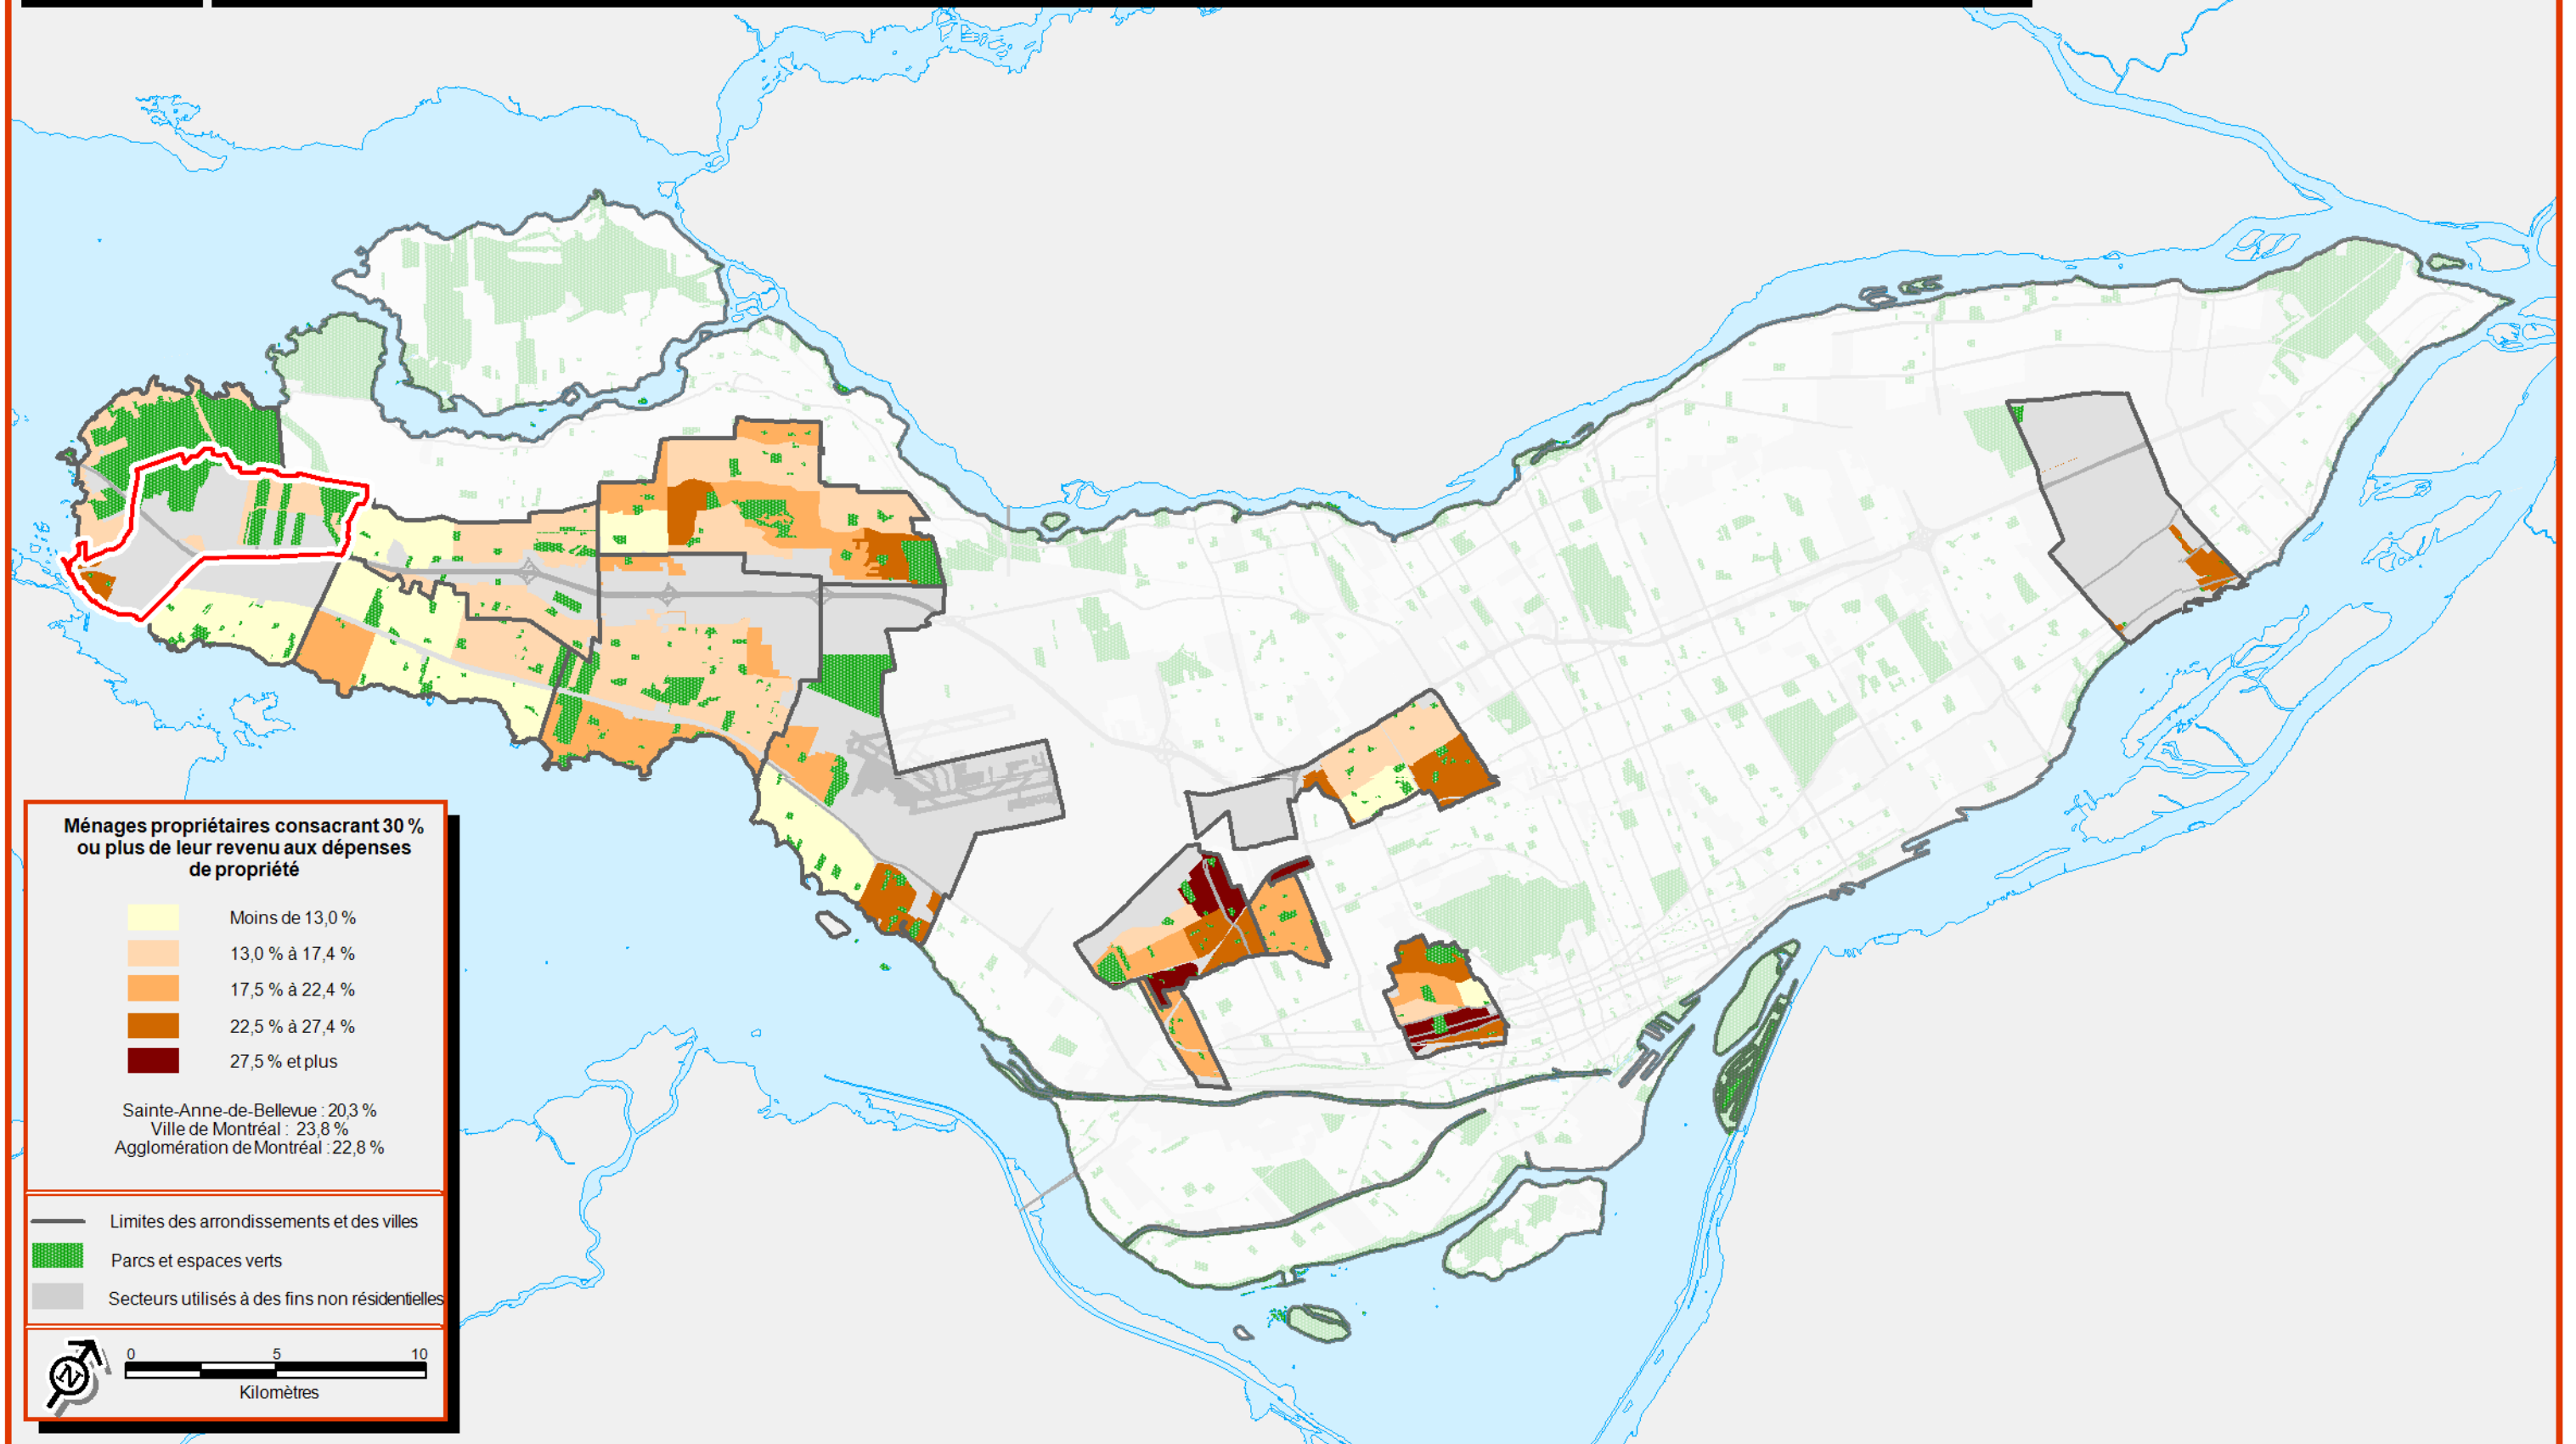 Ménages propriétaires consacrant 30 %
ou plus de leur revenu aux dépenses
de propriété
Moins de 13,0 %
13,0 % à 17,4 %
17,5 % à 22,4 %
22,5 % à 27,4 %
27,5 % et plus
Sainte-Anne-de-Bellevue : 20,3 %
Ville de Montréal : 23,8 %
Agglomération de Montréal : 22,8 %
Limites des arrondissements et des villes
Parcs et espaces verts
Secteurs utilisés à des fins non résidentielles
N
0 5 10
Kilomètres